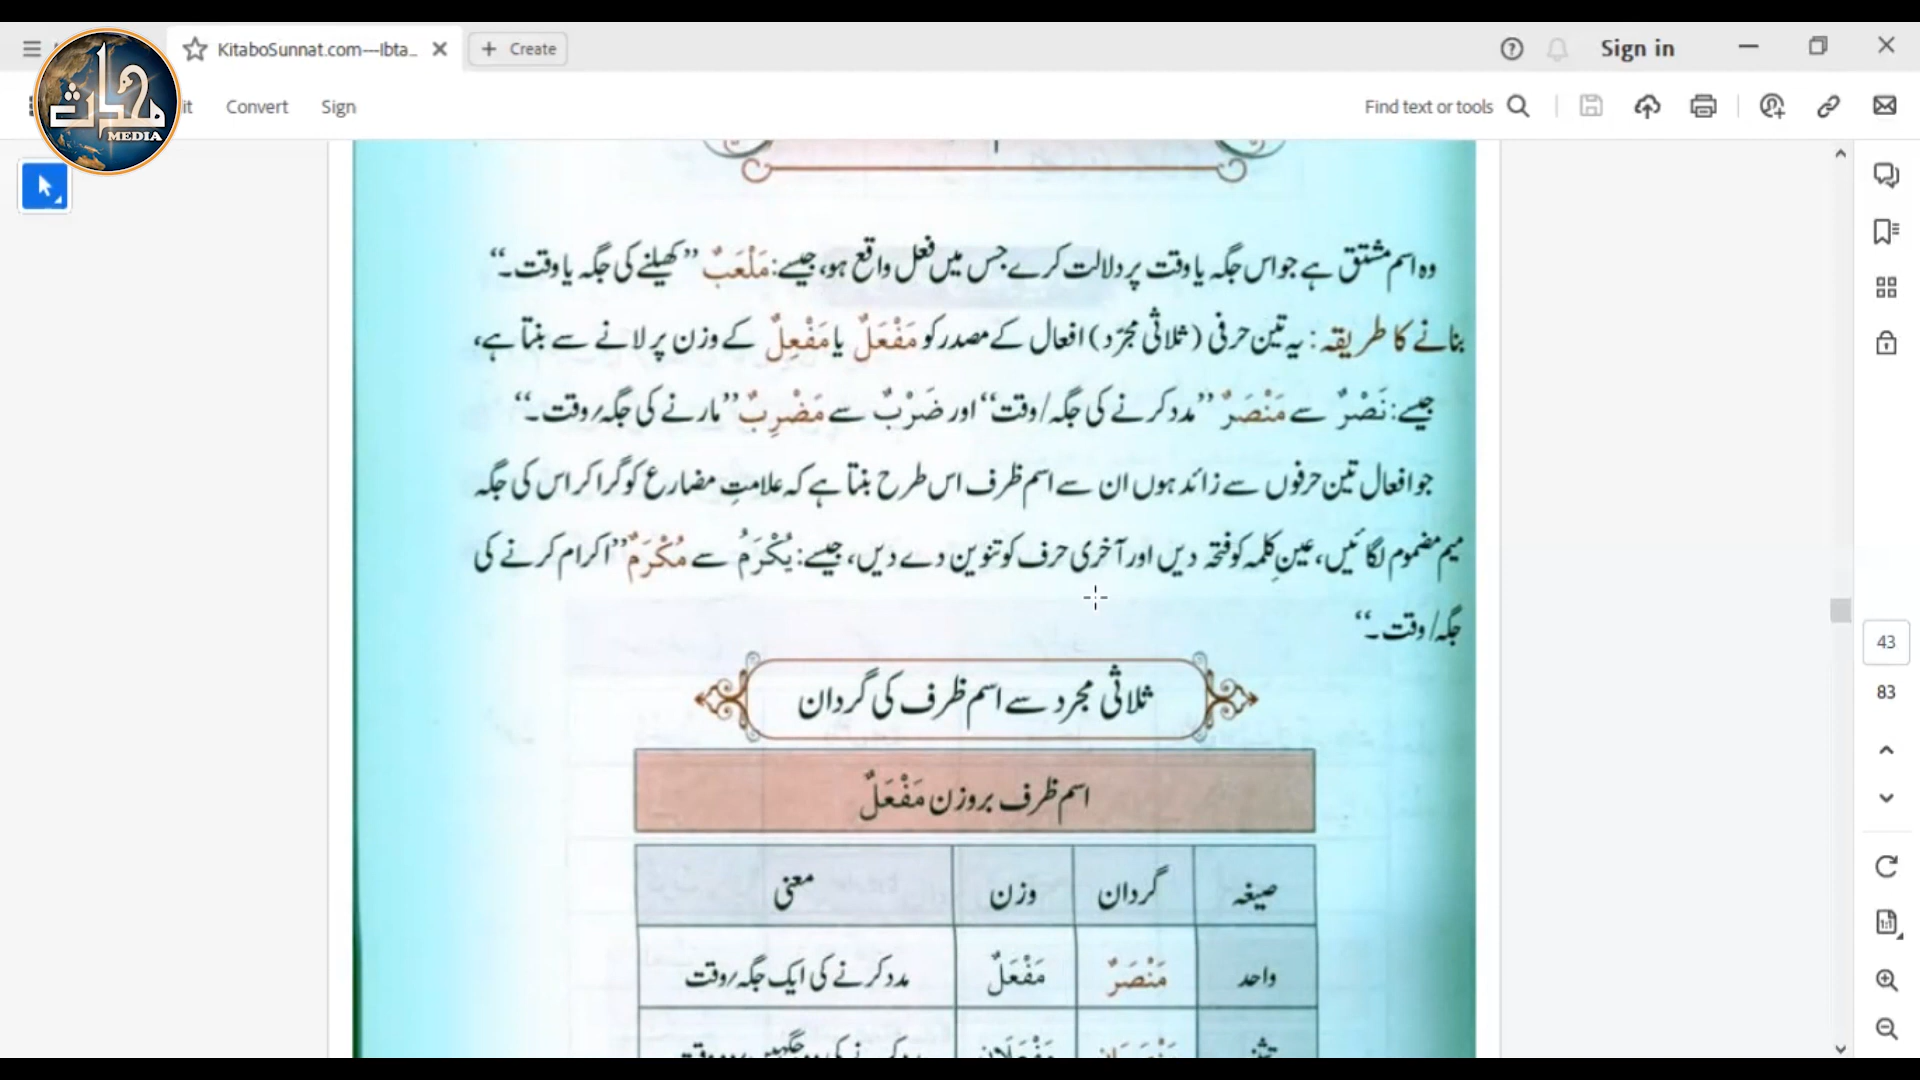 KitaboSunnat.com---Ibta...
Create
Sign in
Convert
Sign
Find text or tools
محدث
MEDIA
وہ اسم مشتق ہے جو اس جگہ یا وقت پر دلالت کرے جس میں فعل واقع ہو، جیسے: مَلْعَبٌ ’’کھیلنے کی جگہ یا وقت۔‘‘
بنانے کا طریقہ: یہ تین حرفی (ثلاثی مجرّد) افعال کے مصدر کو مَفْعَلٌ یا مَفْعِلٌ کے وزن پر لانے سے بنتا ہے،
جیسے: نَصْرٌ سے مَنْصَرٌ ’’مدد کرنے کی جگہ/وقت‘‘ اور ضَرْبٌ سے مَضْرِبٌ ’’مارنے کی جگہ/وقت۔‘‘
جو افعال تین حرفوں سے زائد ہوں ان سے اسم ظرف اس طرح بنتا ہے کہ علامتِ مضارع کو گرا کر اس کی جگہ
میم مضموم لگائیں، عین کلمہ کو فتحہ دیں اور آخری حرف کو تنوین دے دیں، جیسے: یُکْرَمُ سے مُکْرَمٌ ’’اکرام کرنے کی
جگہ/وقت۔‘‘
ثلاثی مجرد سے اسم ظرف کی گردان
اسم ظرف بروزن مَفْعَلٌ
صیغہ گردان وزن معنی
واحد مَنْصَرٌ مَفْعَلٌ مدد کرنے کی ایک جگہ/وقت
43
83